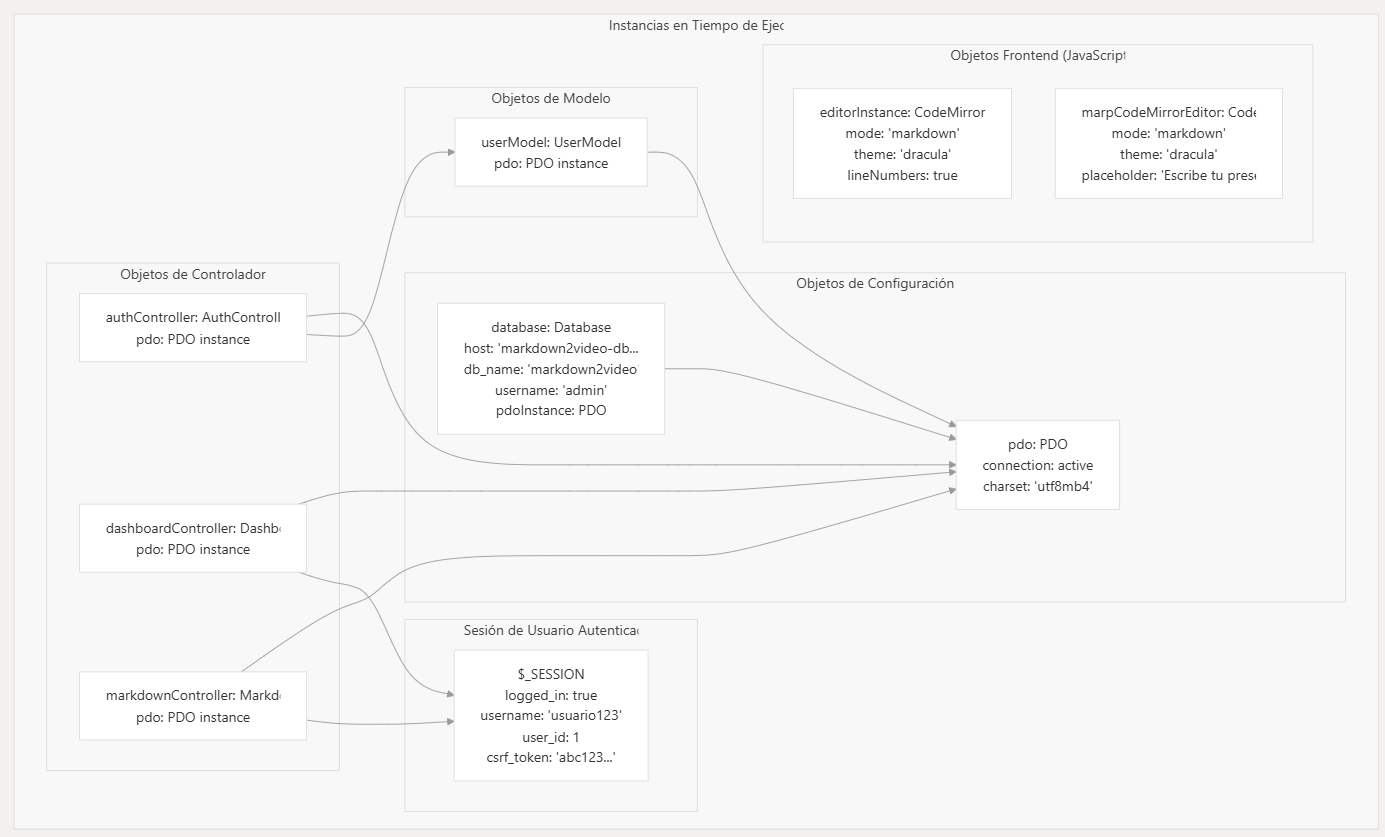 Instancias en Tiempo de Ejec
Objetos Frontend (JavaScript
editorInstance: CodeMirror
mode: 'markdown'
theme: 'dracula'
lineNumbers: true
marpCodeMirrorEditor: Code
mode: 'markdown'
theme: 'dracula'
placeholder: 'Escribe tu prese
Objetos de Modelo
userModel: UserModel
pdo: PDO instance
Objetos de Controlador
authController: AuthControll
pdo: PDO instance
dashboardController: Dashbo
pdo: PDO instance
markdownController: Markd
pdo: PDO instance
Objetos de Configuración
database: Database
host: 'markdown2video-db...
db_name: 'markdown2video'
username: 'admin'
pdoInstance: PDO
pdo: PDO
connection: active
charset: 'utf8mb4'
Sesión de Usuario Autentica
$_SESSION
logged_in: true
username: 'usuario123'
user_id: 1
csrf_token: 'abc123...'